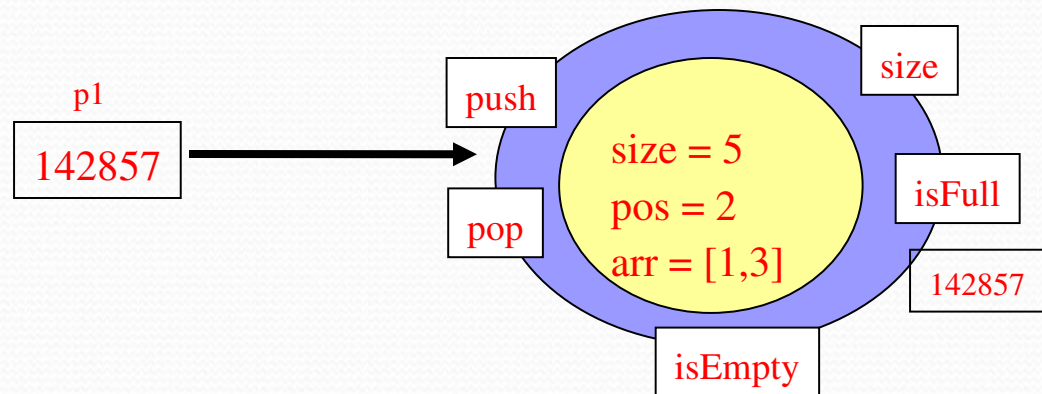 p1
142857
push
pop
size
isFull
142857
isEmpty
size = 5
pos = 2
arr = [1,3]